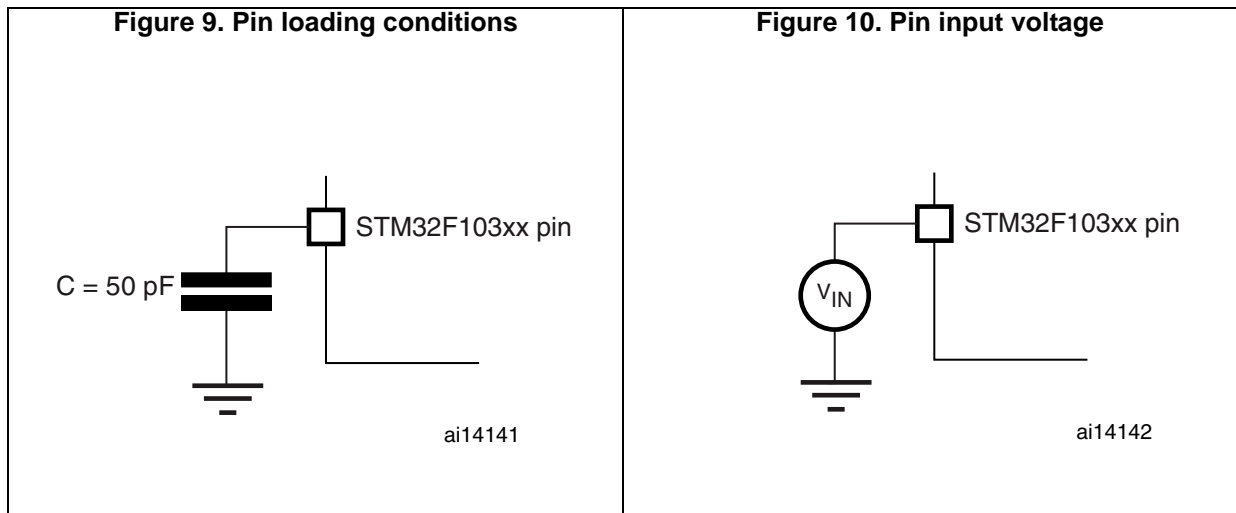 Figure 9. Pin loading conditions
STM32F103xx pin
C = 50 pF
ai14141
Figure 10. Pin input voltage
STM32F103xx pin
VIN
ai14142